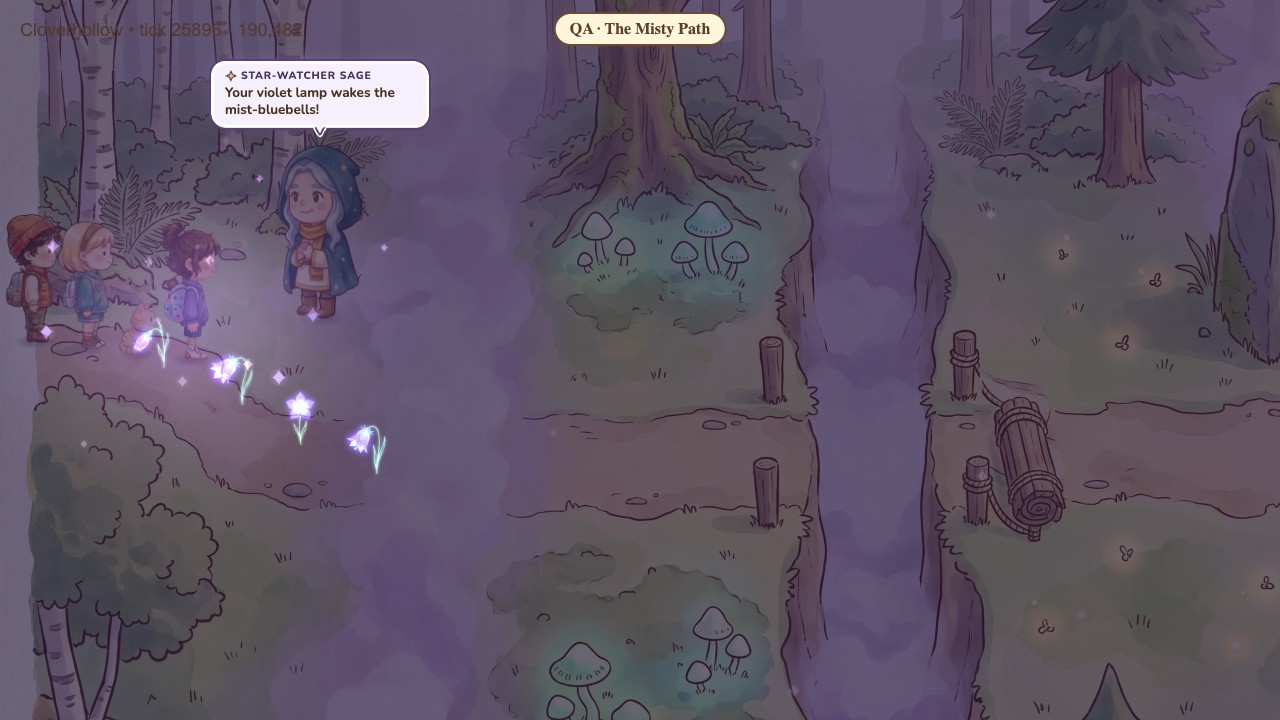 Cloverhollow • tick 25896 190,482
QA · The Misty Path
STAR-WATCHER SAGE
Your violet lamp wakes the
mist-bluebells!